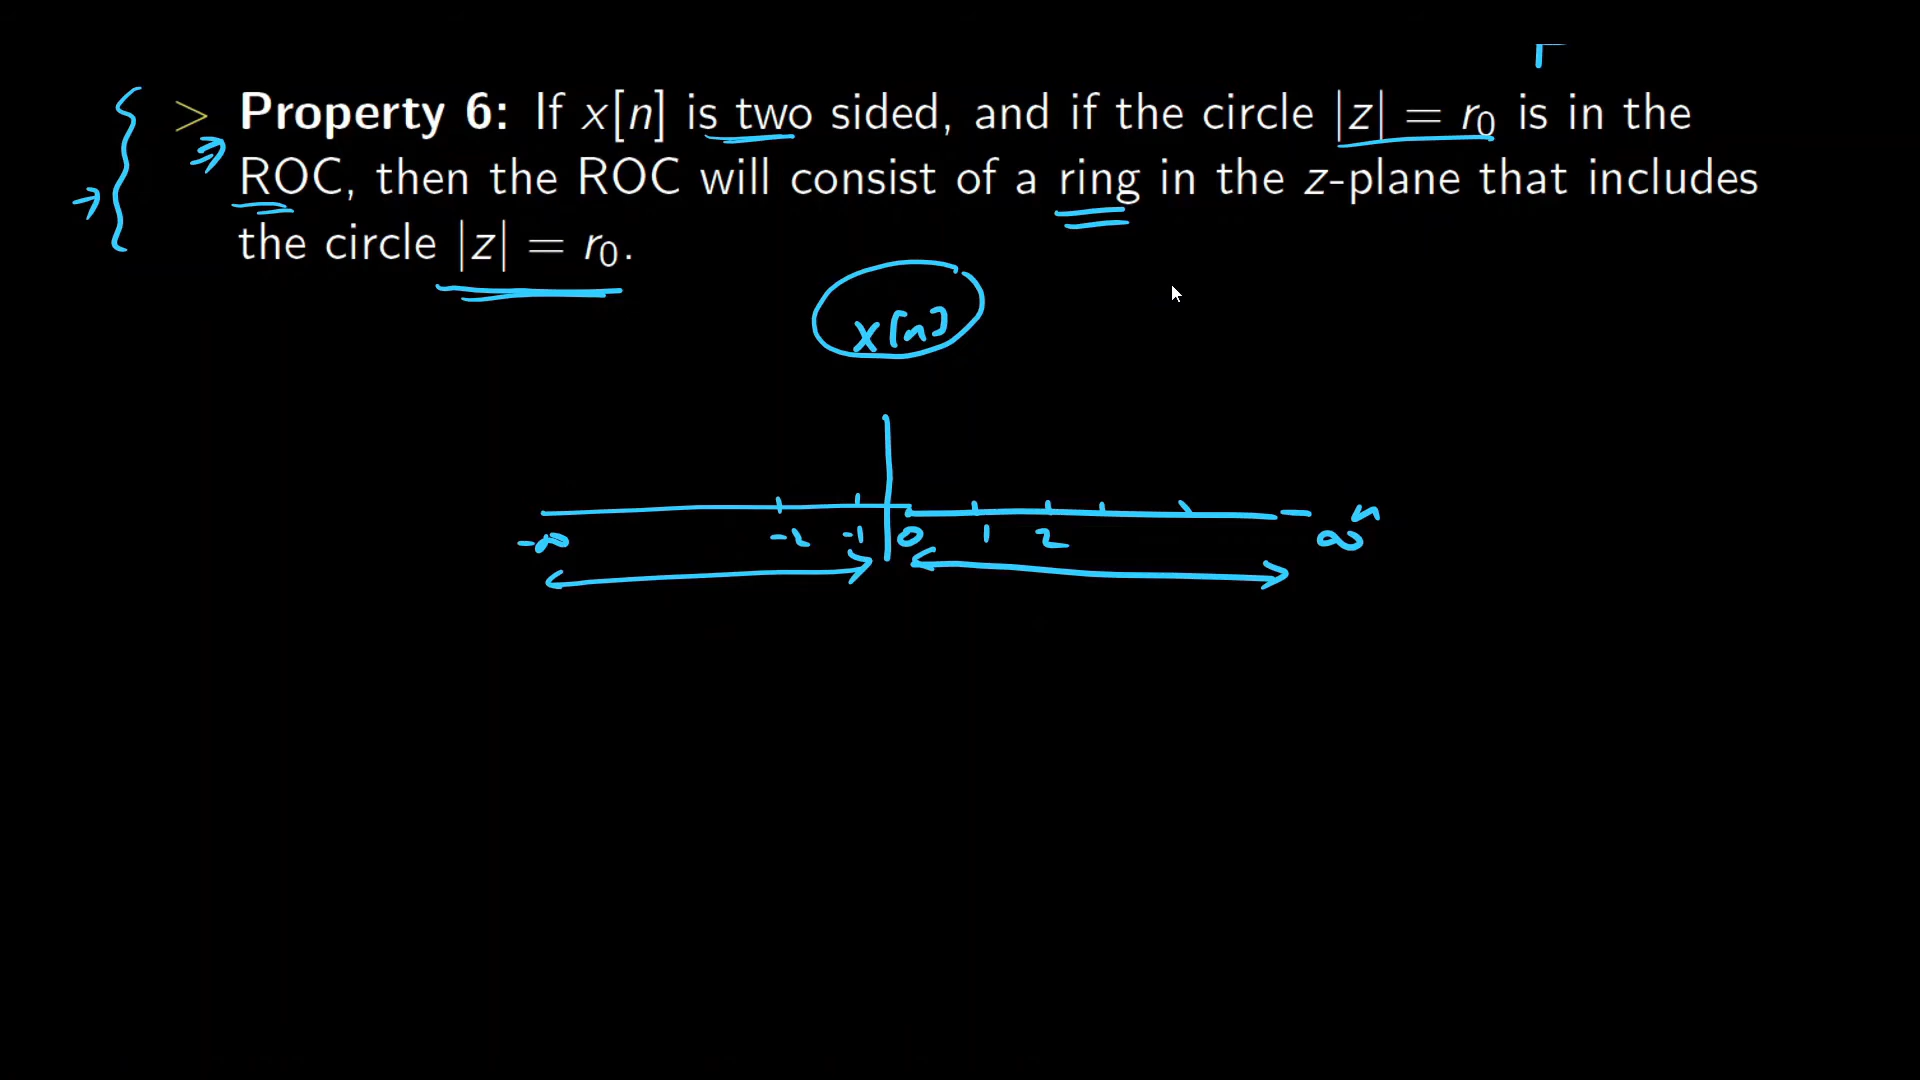 > Property 6: If x[n] is two sided, and if the circle |z| = r₀ is in the
ROC, then the ROC will consist of a ring in the z-plane that includes
the circle |z| = r₀.
x[n]
n
-∞ -2 -1 0 1 2 ∞